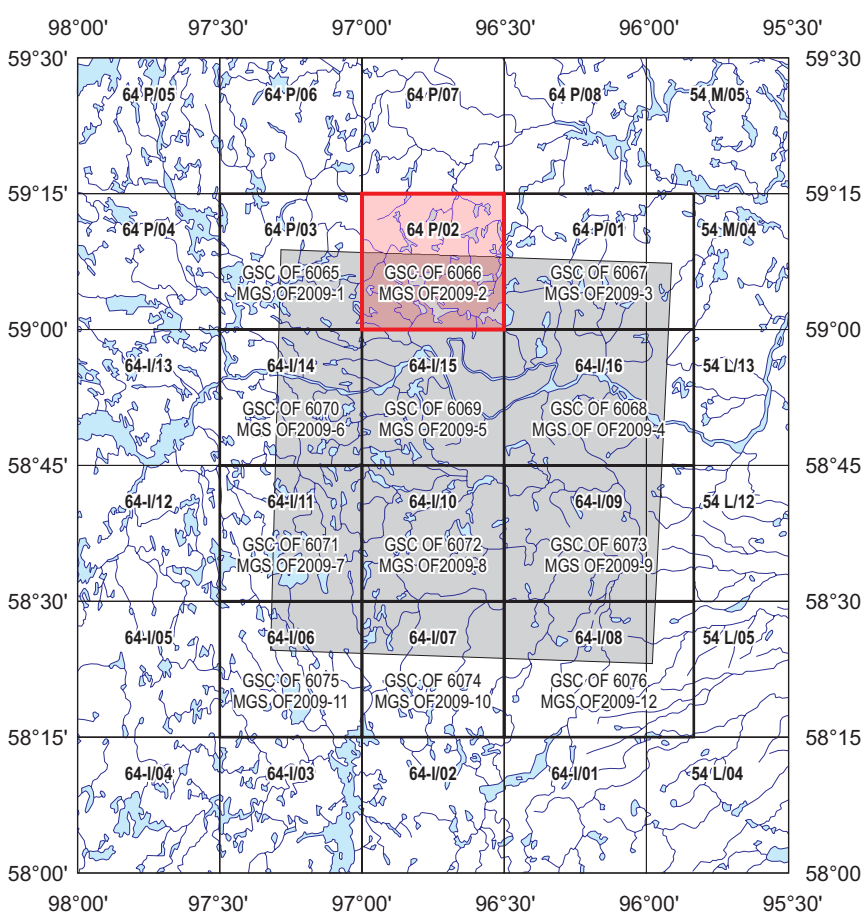 98°00' 97°30' 97°00' 96°30' 96°00' 95°30'
59°30' 59°30'
64 P/05 64 P/06 64 P/07 64 P/08 54 M/05
59°15' 59°15'
64 P/04 64 P/03 64 P/02 64 P/01 54 M/04
GSC OF 6065 GSC OF 6066 GSC OF 6067
MGS OF2009-1 MGS OF2009-2 MGS OF2009-3
59°00' 59°00'
64-I/13 64-I/14 64-I/15 64-I/16 54 L/13
GSC OF 6070 GSC OF 6069 GSC OF 6068
MGS OF2009-6 MGS OF2009-5 MGS OF OF2009-4
58°45' 58°45'
64-I/12 64-I/11 64-I/10 64-I/09 54 L/12
GSC OF 6071 GSC OF 6072 GSC OF 6073
MGS OF2009-7 MGS OF2009-8 MGS OF2009-9
58°30' 58°30
64-I/05 64-I/06 64-I/07 64-I/08 54 L/05
GSC OF 6075 GSC OF 6074 GSC OF 6076
MGS OF2009-11 MGS OF2009-10 MGS OF2009-12
58°15' 58°15'
64-I/04 64-I/03 64-I/02 64-I/01 54 L/04
58°00' 58°00
98°00' 97°30' 97°00' 96°30' 96°00' 95°30'